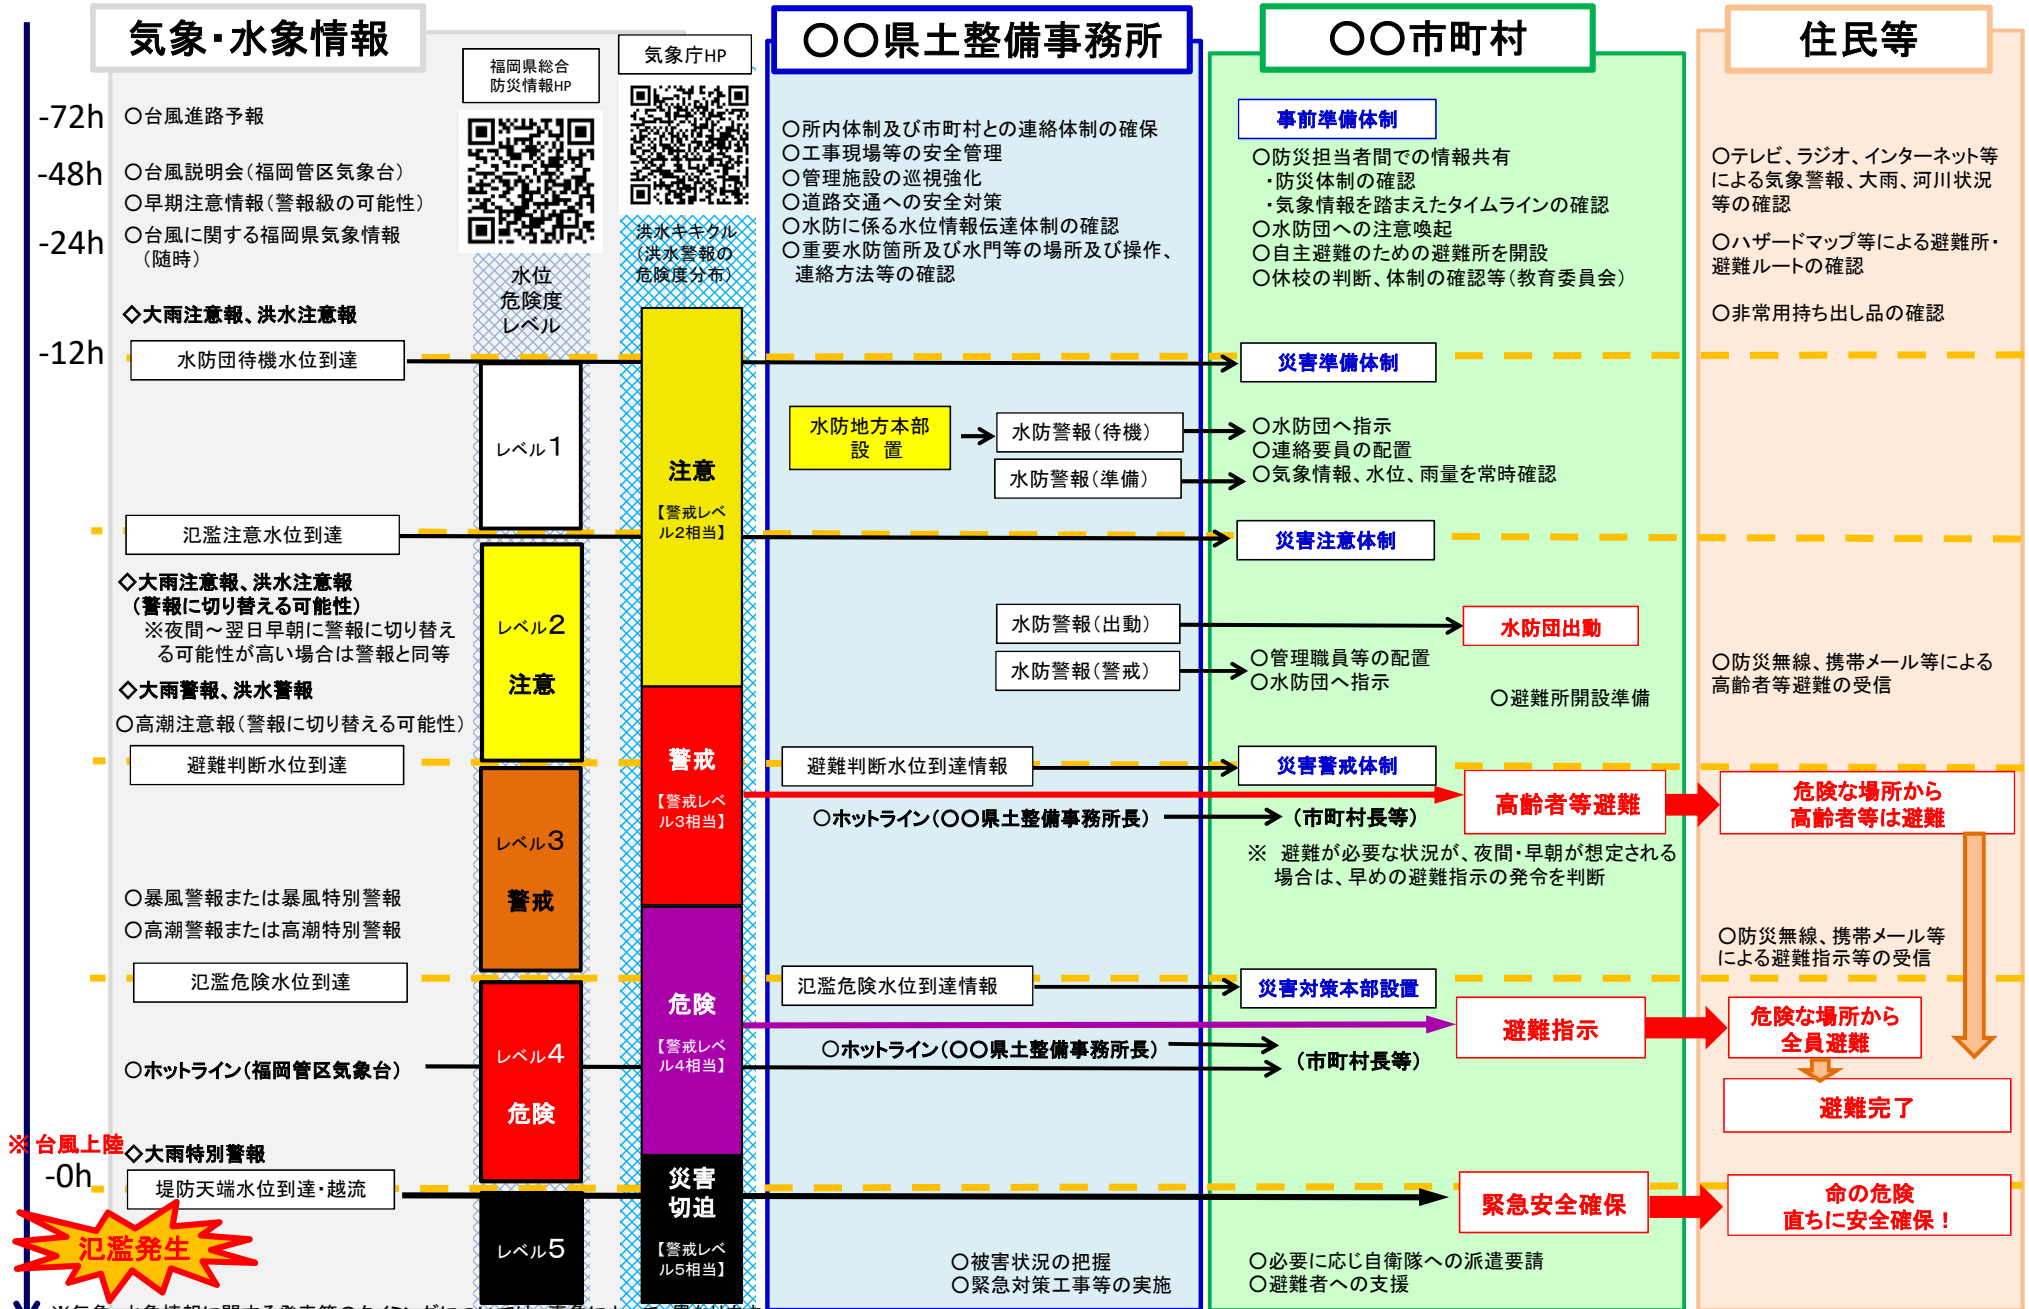 気象・水象情報
福岡県総合
防災情報HP
気象庁HP
-72h
○台風進路予報
-48h
○台風説明会(福岡管区気象台)
○早期注意情報(警報級の可能性)
-24h
○台風に関する福岡県気象情報
(随時)
水位
危険度
レベル
洪水キキクル
(洪水警報の
危険度分布)
◇大雨注意報、洪水注意報
-12h
水防団待機水位到達
レベル1
注意
【警戒レベ
ル2相当】
氾濫注意水位到達
◇大雨注意報、洪水注意報
(警報に切り替える可能性)
※夜間~翌日早朝に警報に切り替え
る可能性が高い場合は警報と同等
◇大雨警報、洪水警報
○高潮注意報(警報に切り替える可能性)
レベル2
注意
避難判断水位到達
警戒
【警戒レベ
ル3相当】
レベル3
警戒
○暴風警報または暴風特別警報
○高潮警報または高潮特別警報
氾濫危険水位到達
危険
【警戒レベ
ル4相当】
レベル4
危険
○ホットライン(福岡管区気象台)
※ 台風上陸
-0h
◇大雨特別警報
堤防天端水位到達・越流
氾濫発生
災害
切迫
【警戒レベ
ル5相当】
レベル5
○○県土整備事務所
○所内体制及び市町村との連絡体制の確保
○工事現場等の安全管理
○管理施設の巡視強化
○道路交通への安全対策
○水防に係る水位情報伝達体制の確認
○重要水防箇所及び水門等の場所及び操作、
連絡方法等の確認
水防地方本部
設 置
水防警報(待機)
水防警報(準備)
水防警報(出動)
水防警報(警戒)
避難判断水位到達情報
○ホットライン(○○県土整備事務所長)
氾濫危険水位到達情報
○ホットライン(○○県土整備事務所長)
○被害状況の把握
○緊急対策工事等の実施
○○市町村
事前準備体制
○防災担当者間での情報共有
・防災体制の確認
・気象情報を踏まえたタイムラインの確認
○水防団への注意喚起
○自主避難のための避難所を開設
○休校の判断、体制の確認等(教育委員会)
災害準備体制
○水防団へ指示
○連絡要員の配置
○気象情報、水位、雨量を常時確認
災害注意体制
水防団出動
○管理職員等の配置
○水防団へ指示
○避難所開設準備
災害警戒体制
高齢者等避難
(市町村長等)
※ 避難が必要な状況が、夜間・早朝が想定される
場合は、早めの避難指示の発令を判断
災害対策本部設置
避難指示
(市町村長等)
緊急安全確保
○必要に応じ自衛隊への派遣要請
○避難者への支援
住民等
○テレビ、ラジオ、インターネット等
による気象警報、大雨、河川状況
等の確認
○ハザードマップ等による避難所・
避難ルートの確認
○非常用持ち出し品の確認
○防災無線、携帯メール等による
高齢者等避難の受信
危険な場所から
高齢者等は避難
○防災無線、携帯メール等
による避難指示等の受信
危険な場所から
全員避難
避難完了
命の危険
直ちに安全確保!